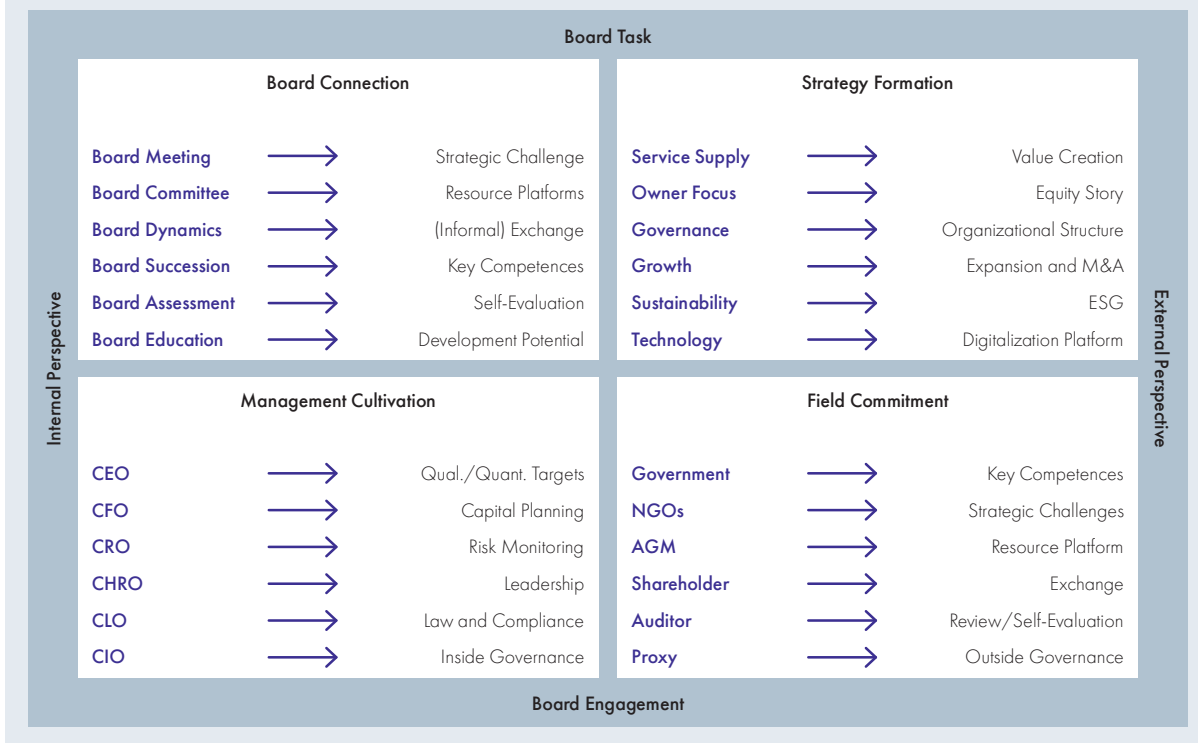 Board Task
Board Connection
Board Meeting Strategic Challenge
Board Committee Resource Platforms
Board Dynamics (Informal) Exchange
Board Succession Key Competences
Board Assessment Self-Evaluation
Board Education Development Potential
Strategy Formation
Service Supply Value Creation
Owner Focus Equity Story
Governance Organizational Structure
Growth Expansion and M&A
Sustainability ESG
Technology Digitalization Platform
Internal Perspective
External Perspective
Management Cultivation
CEO Qual./Quant. Targets
CFO Capital Planning
CRO Risk Monitoring
CHRO Leadership
CLO Law and Compliance
CIO Inside Governance
Field Commitment
Government Key Competences
NGOs Strategic Challenges
AGM Resource Platform
Shareholder Exchange
Auditor Review/Self-Evaluation
Proxy Outside Governance
Board Engagement